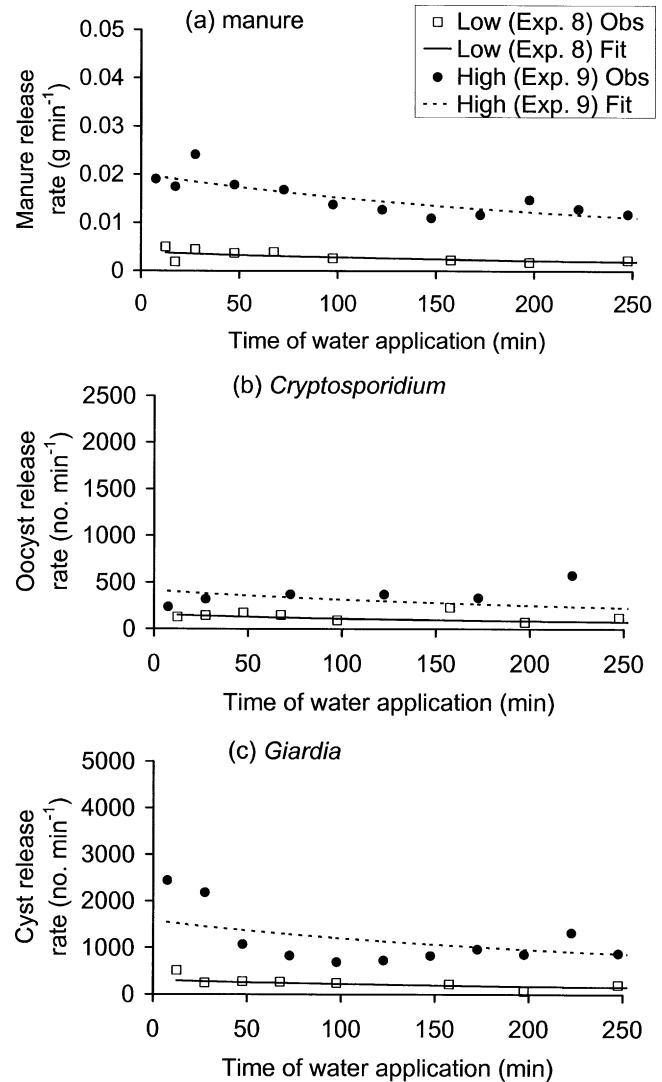 (a) manure
Low (Exp. 8) Obs
Low (Exp. 8) Fit
High (Exp. 9) Obs
High (Exp. 9) Fit
Manure release
rate (g min-1)
0.05
0.04
0.03
0.02
0.01
0
0 50 100 150 200 250
Time of water application (min)
(b) Cryptosporidium
Oocyst release
rate (no. min-1)
2500
2000
1500
1000
500
0
0 50 100 150 200 250
Time of water application (min)
(c) Giardia
Cyst release
rate (no. min-1)
5000
4000
3000
2000
1000
0
0 50 100 150 200 250
Time of water application (min)